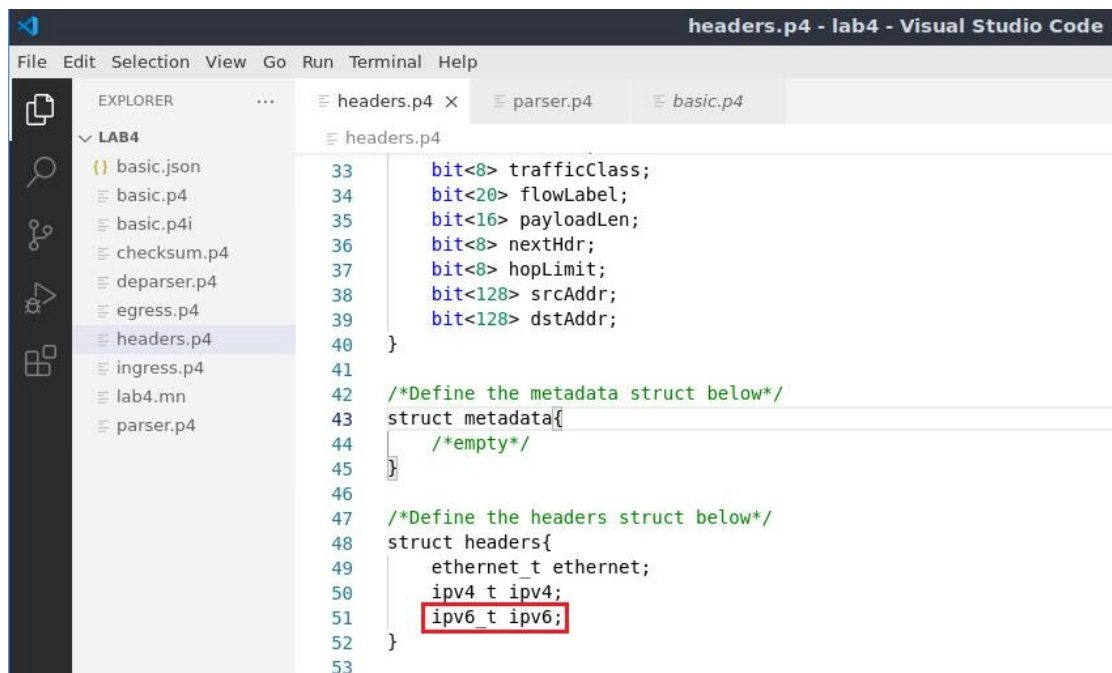 headers.p4 - lab4 - Visual Studio Code
File Edit Selection View Go Run Terminal Help
EXPLORER ...
headers.p4 × parser.p4 basic.p4
LAB4
headers.p4
{} basic.json
basic.p4
basic.p4i
checksum.p4
deparser.p4
egress.p4
headers.p4
ingress.p4
lab4.mn
parser.p4
33 bit<8> trafficClass;
34 bit<20> flowLabel;
35 bit<16> payloadLen;
36 bit<8> nextHdr;
37 bit<8> hopLimit;
38 bit<128> srcAddr;
39 bit<128> dstAddr;
40 }
41
42 /*Define the metadata struct below*/
43 struct metadata{
44 /*empty*/
45 }
46
47 /*Define the headers struct below*/
48 struct headers{
49 ethernet_t ethernet;
50 ipv4_t ipv4;
51 ipv6_t ipv6;
52 }
53